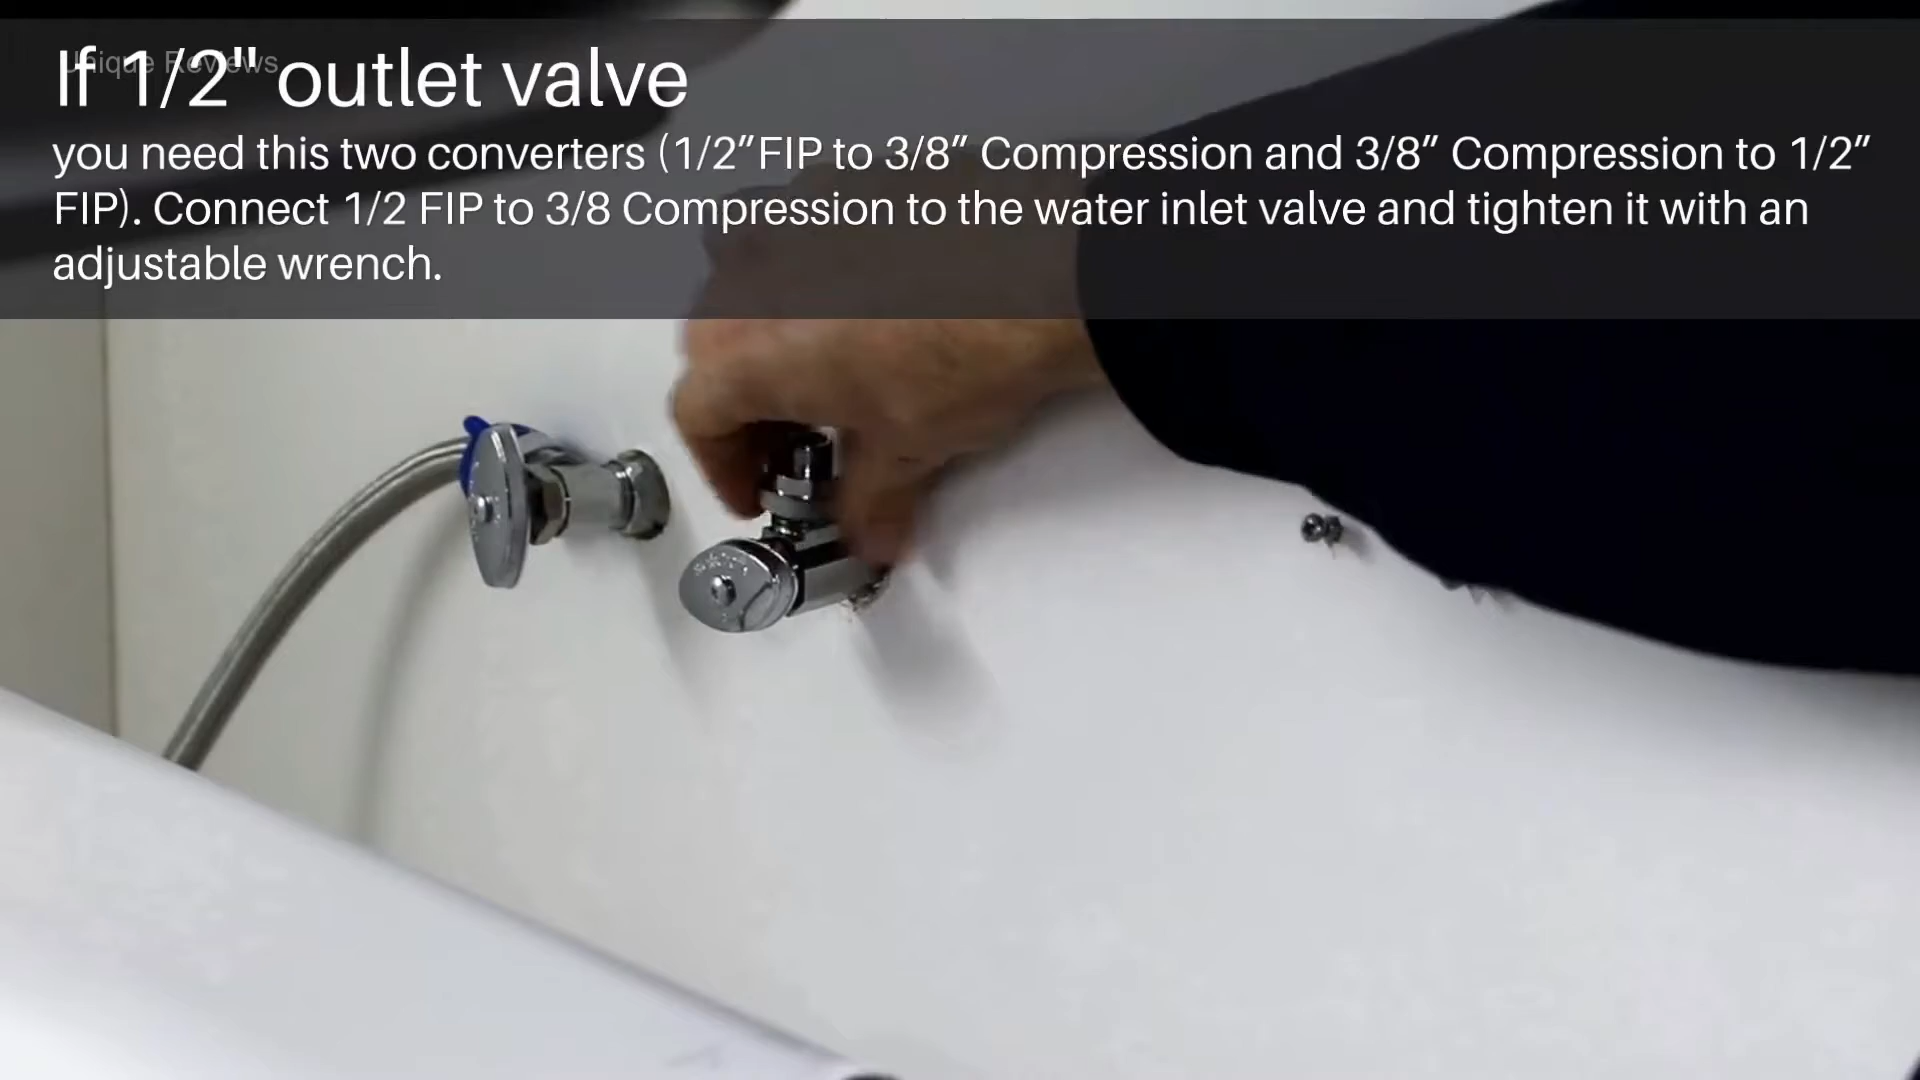 Unique Reviews
If 1/2" outlet valve
you need this two converters (1/2”FIP to 3/8” Compression and 3/8” Compression to 1/2”
FIP). Connect 1/2 FIP to 3/8 Compression to the water inlet valve and tighten it with an
adjustable wrench.